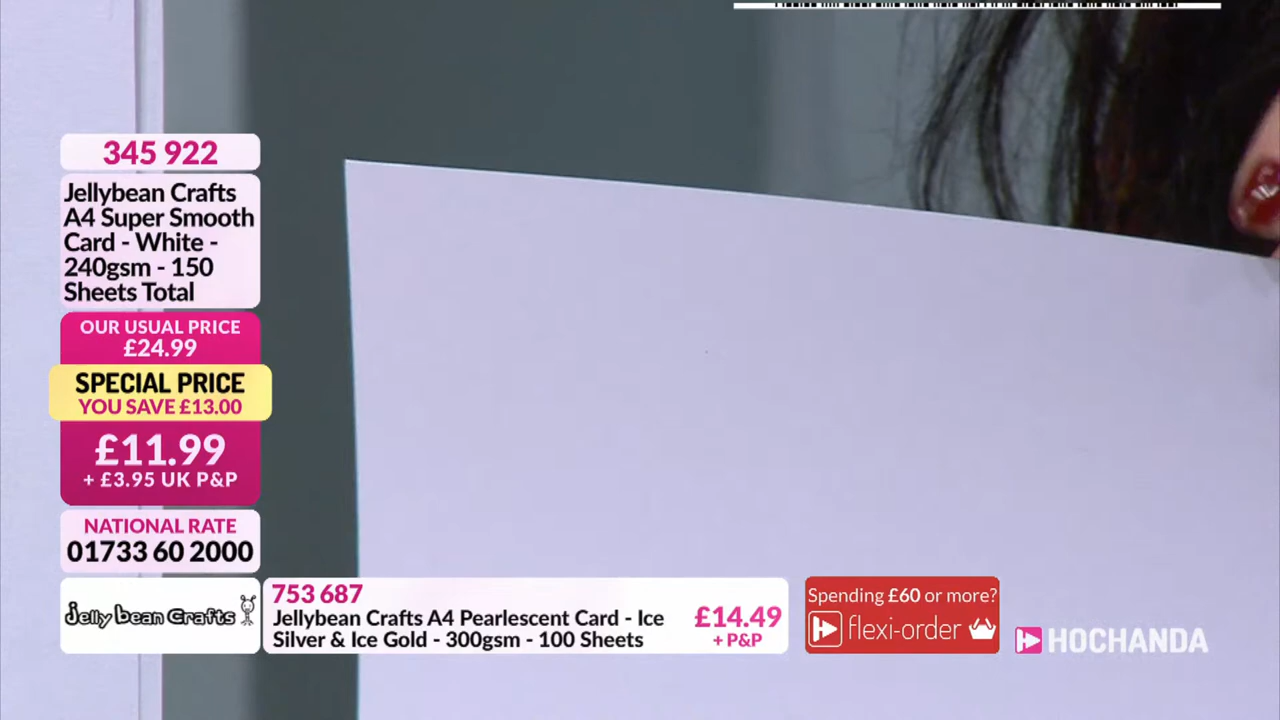 345 922
Jellybean Crafts
A4 Super Smooth
Card - White -
240gsm - 150
Sheets Total
OUR USUAL PRICE
£24.99
SPECIAL PRICE
YOU SAVE £13.00
£11.99
+ £3.95 UK P&P
NATIONAL RATE
01733 60 2000
jellybean Crafts
753 687
Jellybean Crafts A4 Pearlescent Card - Ice
Silver & Ice Gold - 300gsm - 100 Sheets
£14.49
+ P&P
Spending £60 or more?
flexi-order
HOCHANDA